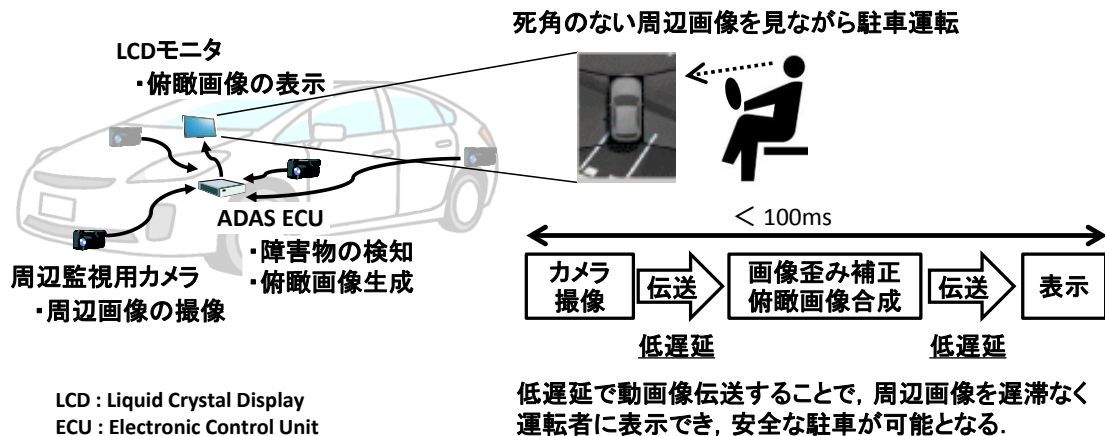 死角のない周辺画像を見ながら駐車運転
LCDモニタ
・俯瞰画像の表示
ADAS ECU
・障害物の検知
・俯瞰画像生成
周辺監視用カメラ
・周辺画像の撮像
＜ 100ms
カメラ
撮像
伝送
画像歪み補正
俯瞰画像合成
伝送
表示
低遅延
低遅延
LCD : Liquid Crystal Display
ECU : Electronic Control Unit
低遅延で動画像伝送することで，周辺画像を遅滞なく
運転者に表示でき，安全な駐車が可能となる．